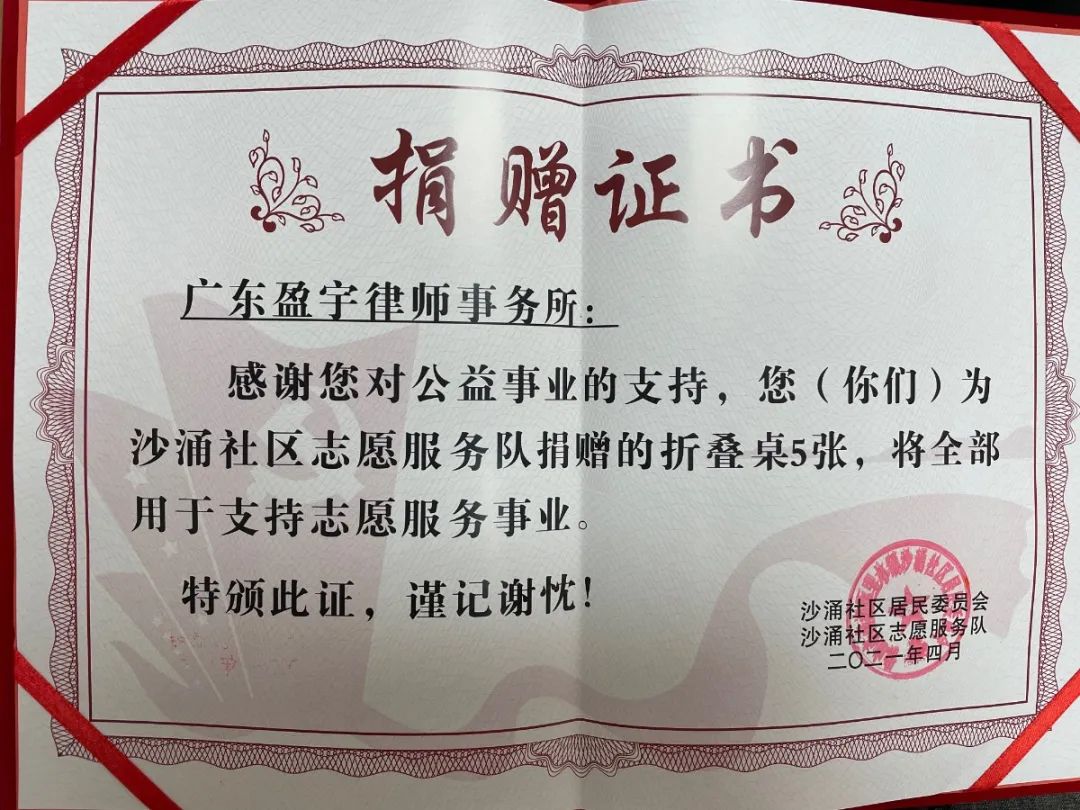 捐赠证书
广东盈宇律师事务所：
感谢您对公益事业的支持，您（你们）为
沙涌社区志愿服务队捐赠的折叠桌5张，将全部
用于支持志愿服务事业。
特颁此证，谨记谢忱！
沙涌社区居民委员会
沙涌社区志愿服务队
二〇二一年四月